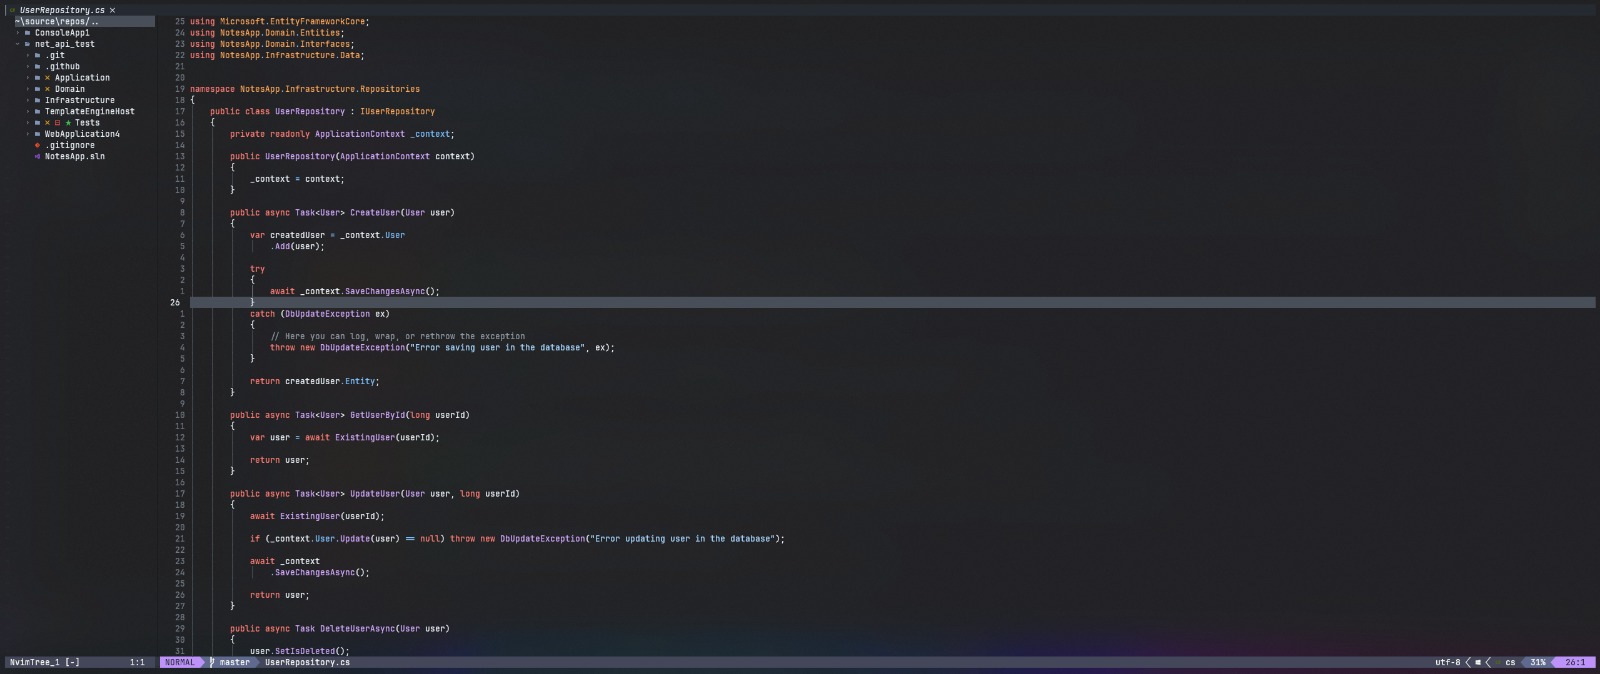 UserRepository.cs ×
~\source\repos/..
ConsoleApp1
net_api_test
.git
.github
Application
Domain
Infrastructure
TemplateEngineHost
Tests
WebApplication4
.gitignore
NotesApp.sln
25 using Microsoft.EntityFrameworkCore;
24 using NotesApp.Domain.Entities;
23 using NotesApp.Domain.Interfaces;
22 using NotesApp.Infrastructure.Data;
21
20
19 namespace NotesApp.Infrastructure.Repositories
18 {
17 public class UserRepository : IUserRepository
16 {
15 private readonly ApplicationContext _context;
14
13 public UserRepository(ApplicationContext context)
12 {
11 _context = context;
10 }
9
8 public async Task<User> CreateUser(User user)
7 {
6 var createdUser = _context.User
5 .Add(user);
4
3 try
2 {
1 await _context.SaveChangesAsync();
26 }
1 catch (DbUpdateException ex)
2 {
3 // Here you can log, wrap, or rethrow the exception
4 throw new DbUpdateException("Error saving user in the database", ex);
5 }
6
7 return createdUser.Entity;
8 }
9
10 public async Task<User> GetUserById(long userId)
11 {
12 var user = await ExistingUser(userId);
13
14 return user;
15 }
16
17 public async Task<User> UpdateUser(User user, long userId)
18 {
19 await ExistingUser(userId);
20
21 if (_context.User.Update(user) == null) throw new DbUpdateException("Error updating user in the database");
22
23 await _context
24 .SaveChangesAsync();
25
26 return user;
27 }
28
29 public async Task DeleteUserAsync(User user)
30 {
31 user.SetIsDeleted();
NvimTree_1 [-] 1:1 NORMAL master UserRepository.cs utf-8 cs 31% 26:1